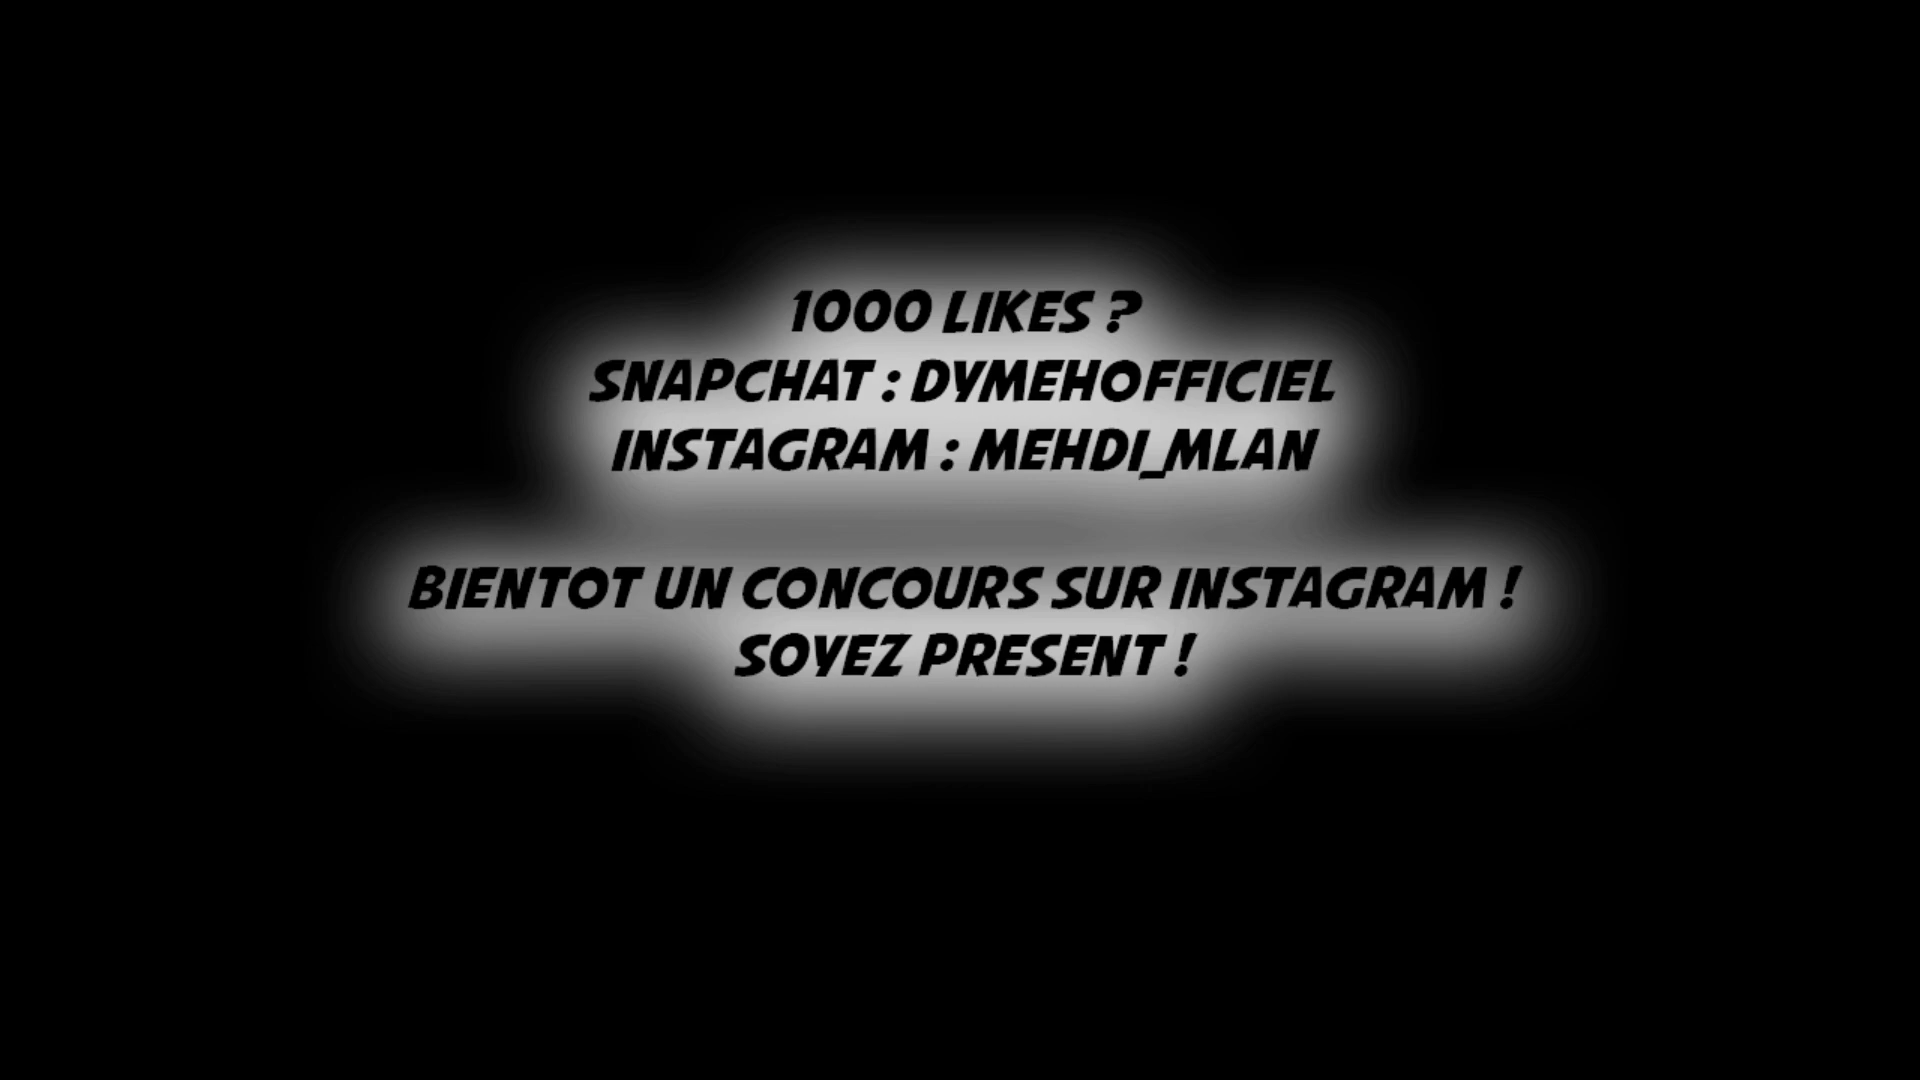 1000 LIKES ?
SNAPCHAT : DYMEHOFFICIEL
INSTAGRAM : MEHDI_MLAN
BIENTOT UN CONCOURS SUR INSTAGRAM !
SOYEZ PRESENT !